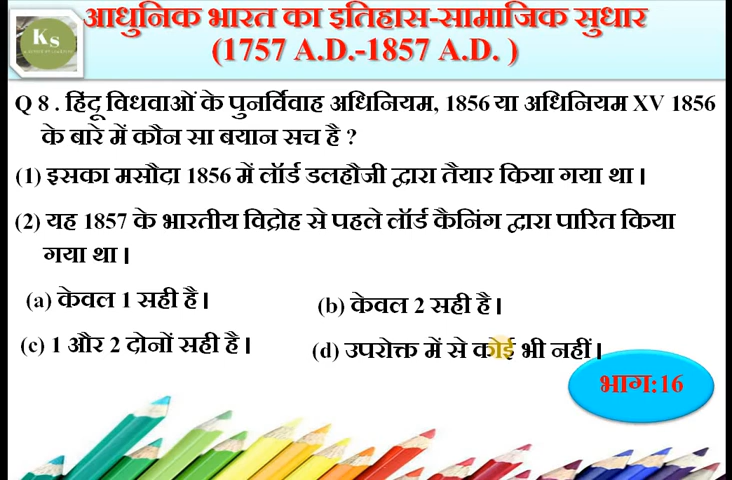 Ks
आधुनिक भारत का इतिहास-सामाजिक सुधार
(1757 A.D.-1857 A.D. )
Q 8 . हिंदू विधवाओं के पुनर्विवाह अधिनियम, 1856 या अधिनियम XV 1856
के बारे में कौन सा बयान सच है ?
(1) इसका मसौदा 1856 में लॉर्ड डलहौजी द्वारा तैयार किया गया था।
(2) यह 1857 के भारतीय विद्रोह से पहले लॉर्ड कैनिंग द्वारा पारित किया
गया था ।
(a) केवल 1 सही है।
(b) केवल 2 सही है।
(c) 1 और 2 दोनों सही है।
(d) उपरोक्त में से कोई भी नहीं।
भाग:16